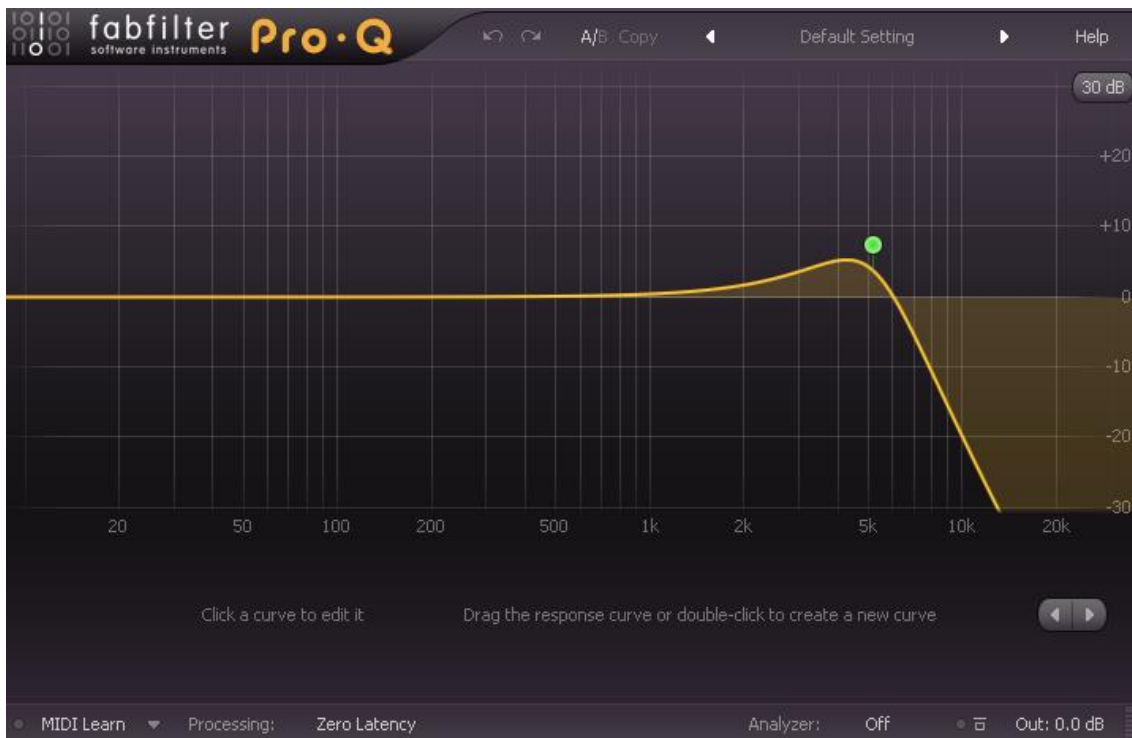 fabfilter
software instruments
Pro·Q
A/B Copy
Default Setting
Help
30 dB
+20
+10
0
-10
-20
-30
20 50 100 200 500 1k 2k 5k 10k 20k
Click a curve to edit it
Drag the response curve or double-click to create a new curve
MIDI Learn
Processing: Zero Latency
Analyzer: Off
Out: 0.0 dB